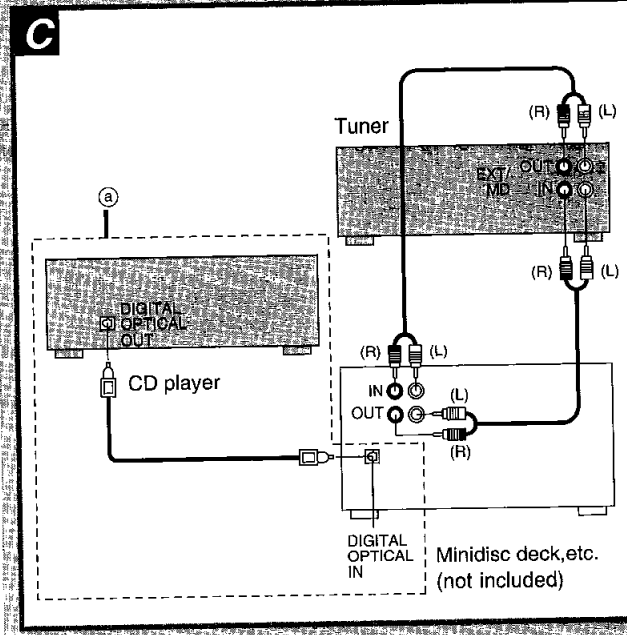 C
(R) (L)
Tuner
OUT
EXT/
MD
IN
ⓐ
(R) (L)
DIGITAL
OPTICAL
OUT
CD player
(R) (L)
IN
OUT
(L)
(R)
DIGITAL
OPTICAL
IN
Minidisc deck,etc.
(not included)